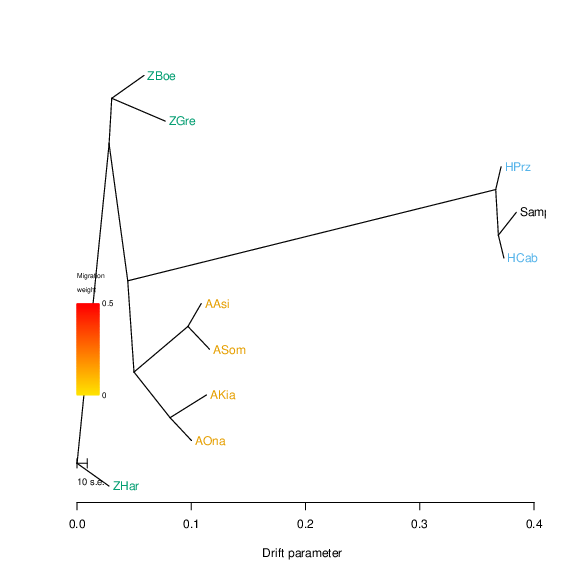 ZBoe
ZGre
HPrz
Samp
HCab
Migration
weight
0.5
AAsi
ASom
0
AKia
AOna
10 s.e.
ZHar
0.0 0.1 0.2 0.3 0.4
Drift parameter